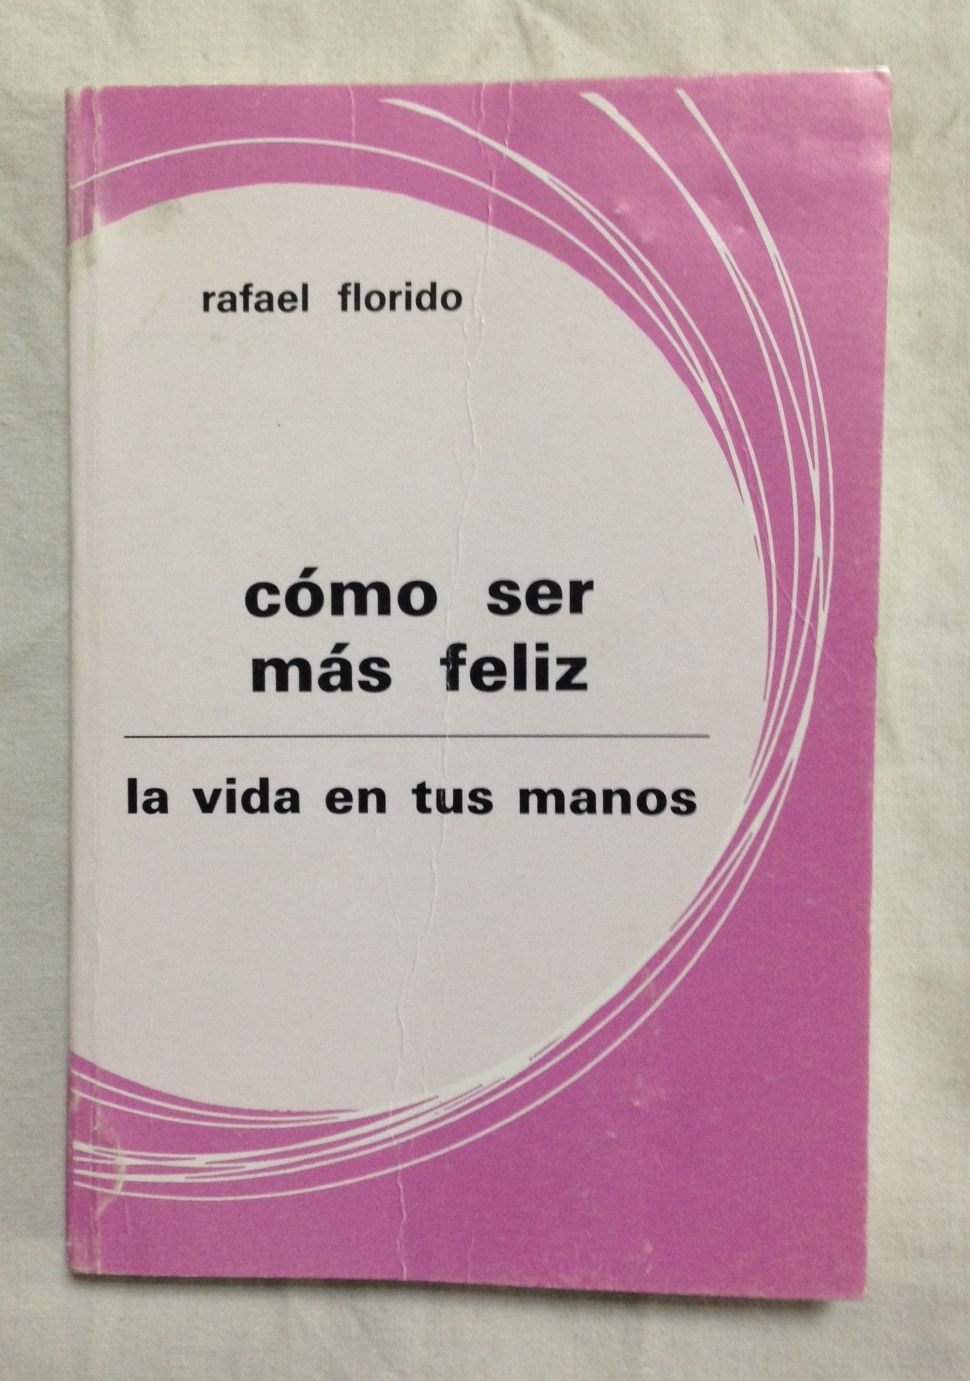 rafael florido
cómo ser
más feliz
la vida en tus manos